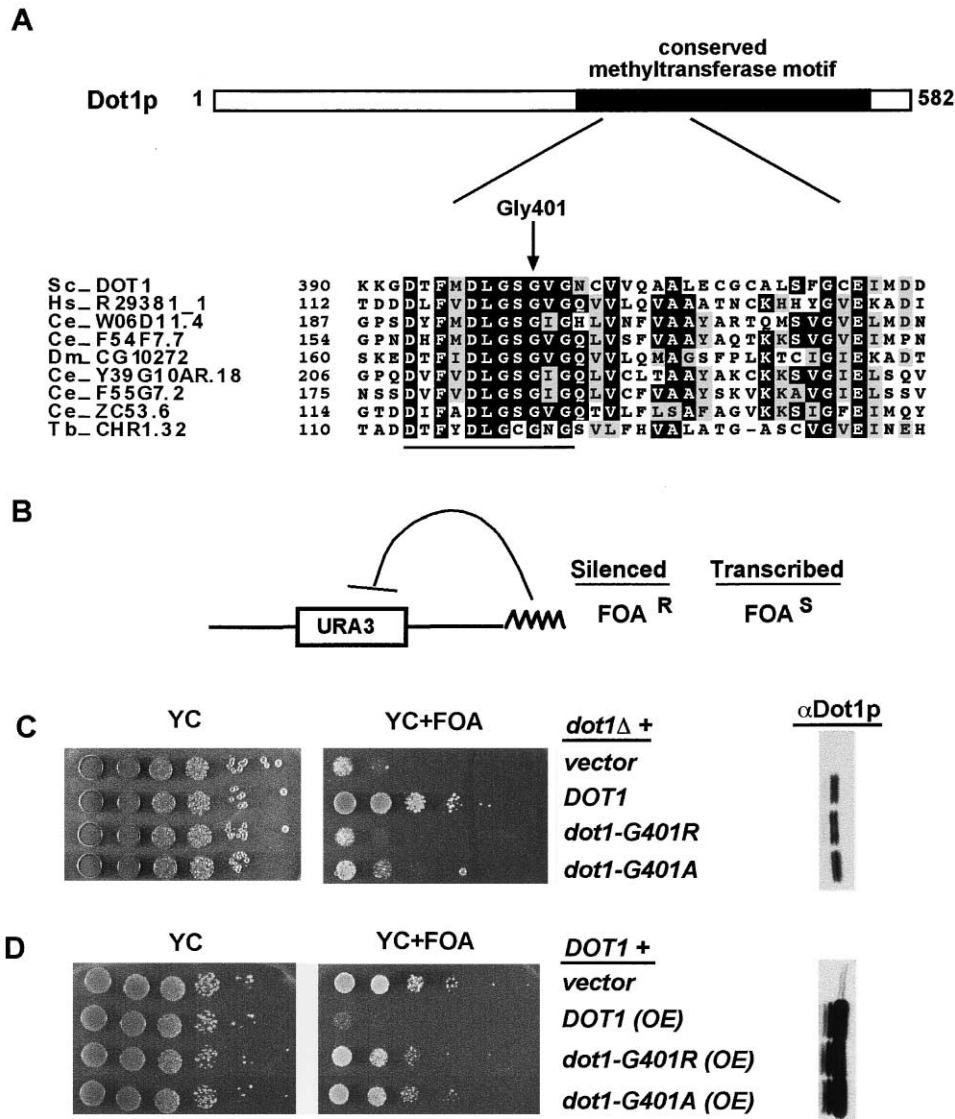 A
conserved
methyltransferase motif
Dot1p 1 582
Gly401
Sc_DOT1 390 KKGDTFMDLGSGVGNCVVQAALECGCALSFGCEIMDD
Hs_R29381_1 112 TDDDLFVDLGSGVGQVVLQVAAATNCKHHYGVEKADI
Ce_W06D11.4 187 GPSDYFMDLGSGIGHLVNFVAAYARTQMSVGVELMDN
Ce_F54F7.7 154 GPNDHFMDLGSGVGQLVCFVAAYAQTKKSVGIEIMPN
Dm_CG10272 160 SKEDTFIDLGSGVGQVVLQMAGSFPLKTCIGIEKADT
Ce_Y39G10AR.18 206 GPQDVFVDLGSGIGQLVCLTAAYAKCKKSVGIELSQV
Ce_F55G7.2 175 NSSDVFVDLGSGIGQLVCFVAAYSKVKKAVGIELSSV
Ce_ZC53.6 114 GTDDIFADLGSGVGQTVLFLSAFAGVKKSIGFEIMQY
Tb_CHR1.32 110 TADDTFYDLGCGNGSVLFHVALATG-ASCVGVEINEH
B
Silenced Transcribed
URA3 FOA R FOA S
C YC YC+FOA dot1Δ + αDot1p
vector
DOT1
dot1-G401R
dot1-G401A
D YC YC+FOA DOT1 +
vector
DOT1 (OE)
dot1-G401R (OE)
dot1-G401A (OE)